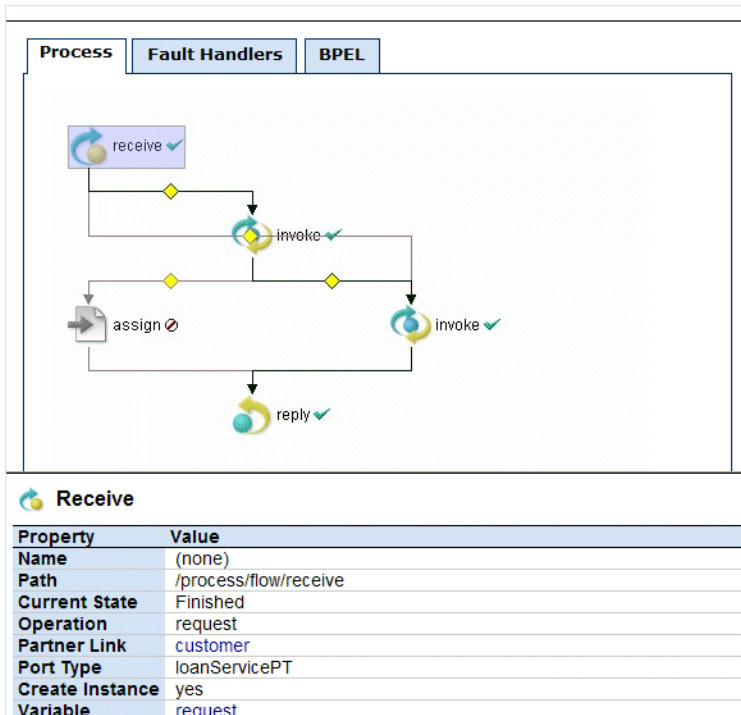 Process Fault Handlers BPEL
receive
invoke
assign invoke
reply
Receive
Property Value
Name (none)
Path /process/flow/receive
Current State Finished
Operation request
Partner Link customer
Port Type loanServicePT
Create Instance yes
Variable request